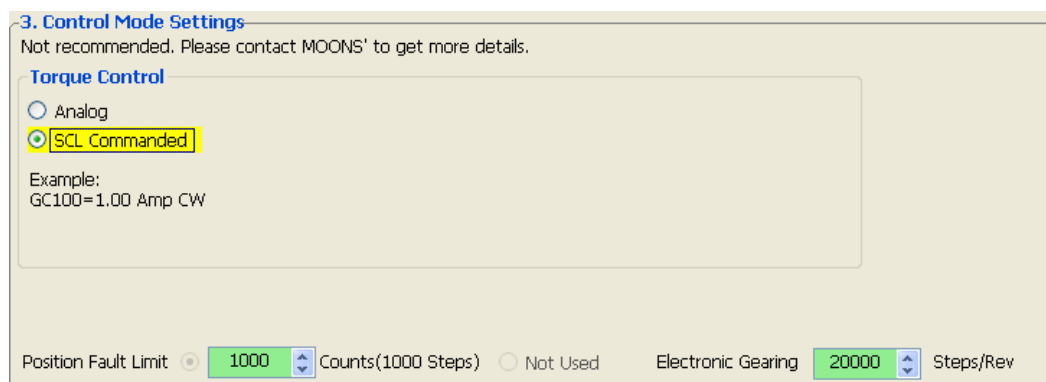 3. Control Mode Settings
Not recommended. Please contact MOONS' to get more details.
Torque Control
Analog
SCL Commanded
Example:
GC100=1.00 Amp CW
Position Fault Limit 1000 Counts(1000 Steps) Not Used Electronic Gearing 20000 Steps/Rev